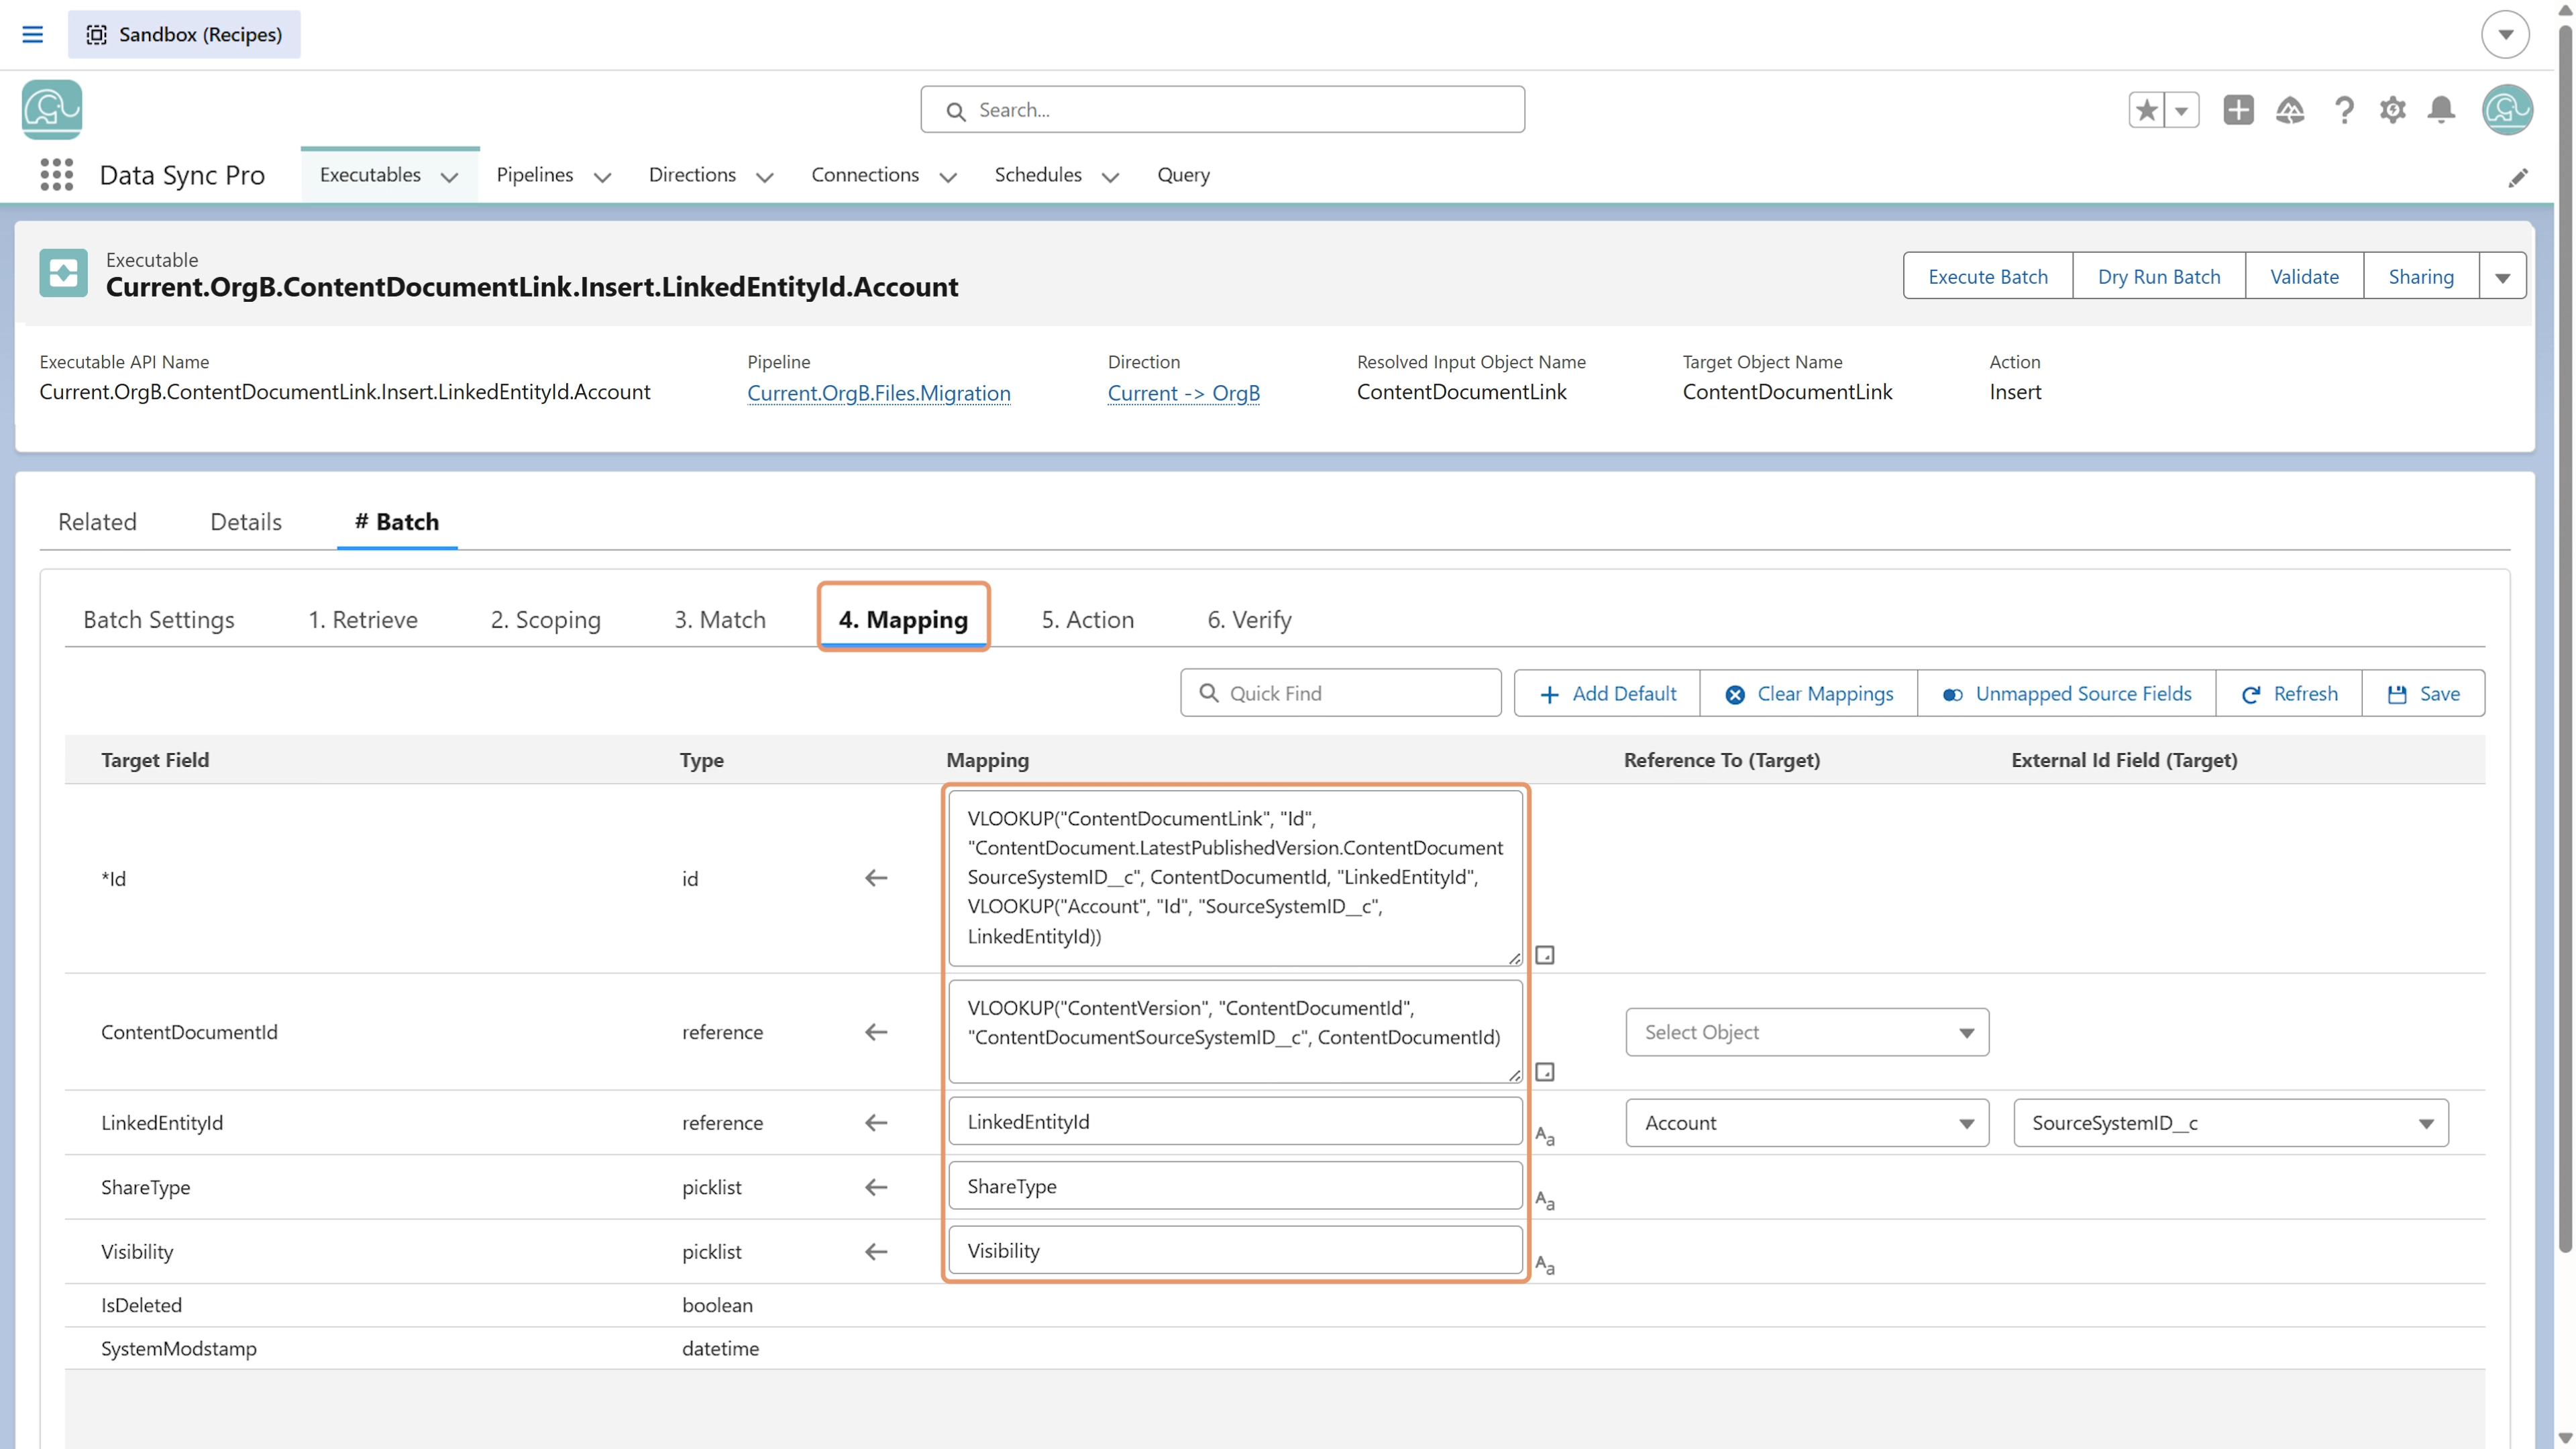 Sandbox (Recipes)
Search...
Data Sync Pro
Executables
Pipelines
Directions
Connections
Schedules
Query
Executable
Current.OrgB.ContentDocumentLink.Insert.LinkedEntityId.Account
Execute Batch
Dry Run Batch
Validate
Sharing
Executable API Name
Current.OrgB.ContentDocumentLink.Insert.LinkedEntityId.Account
Pipeline
Current.OrgB.Files.Migration
Direction
Current -> OrgB
Resolved Input Object Name
ContentDocumentLink
Target Object Name
ContentDocumentLink
Action
Insert
Related
Details
# Batch
Batch Settings
1. Retrieve
2. Scoping
3. Match
4. Mapping
5. Action
6. Verify
Quick Find
Add Default
Clear Mappings
Unmapped Source Fields
Refresh
Save
Target Field
Type
Mapping
Reference To (Target)
External Id Field (Target)
*Id
id
VLOOKUP("ContentDocumentLink", "Id",
"ContentDocument.LatestPublishedVersion.ContentDocument
SourceSystemID__c", ContentDocumentId, "LinkedEntityId",
VLOOKUP("Account", "Id", "SourceSystemID__c",
LinkedEntityId))
ContentDocumentId
reference
VLOOKUP("ContentVersion", "ContentDocumentId",
"ContentDocumentSourceSystemID__c", ContentDocumentId)
Select Object
LinkedEntityId
reference
LinkedEntityId
Aa
Account
SourceSystemID__c
ShareType
picklist
ShareType
Aa
Visibility
picklist
Visibility
Aa
IsDeleted
boolean
SystemModstamp
datetime